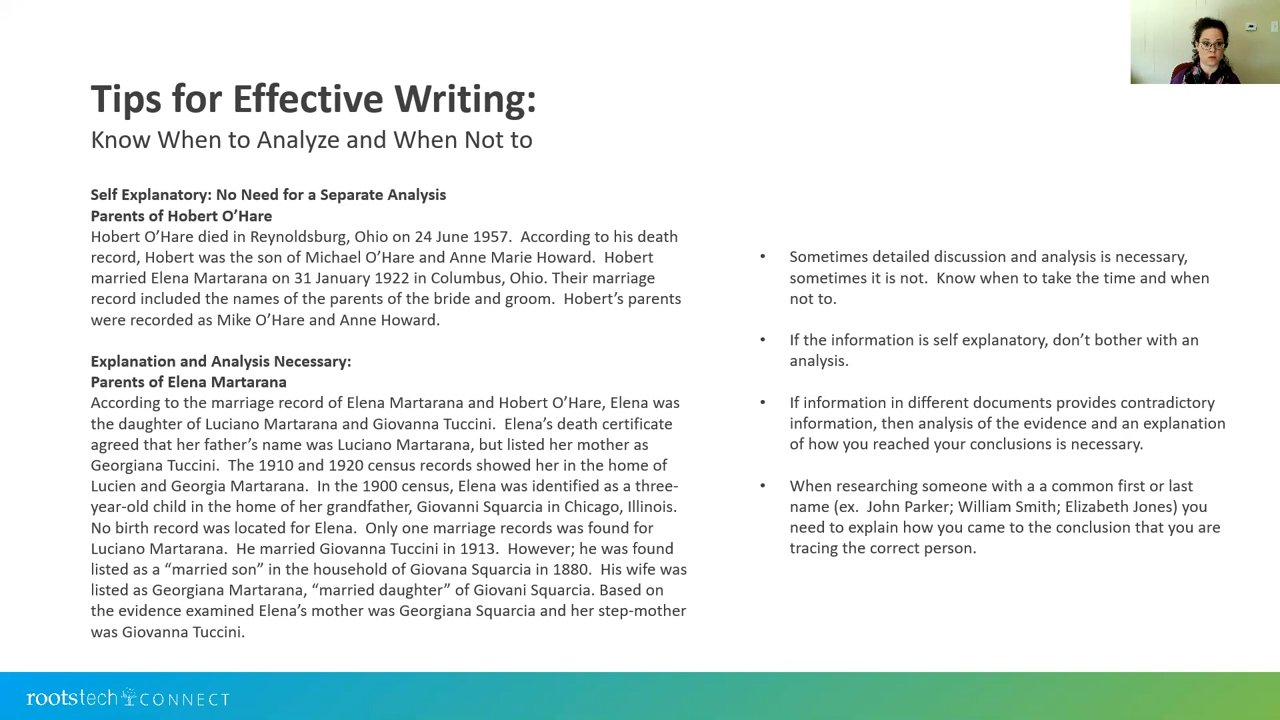 Tips for Effective Writing:
Know When to Analyze and When Not to
Self Explanatory: No Need for a Separate Analysis
Parents of Hobert O’Hare
Hobert O’Hare died in Reynoldsburg, Ohio on 24 June 1957.  According to his death
record, Hobert was the son of Michael O’Hare and Anne Marie Howard.  Hobert
married Elena Martarana on 31 January 1922 in Columbus, Ohio. Their marriage
record included the names of the parents of the bride and groom.  Hobert’s parents
were recorded as Mike O’Hare and Anne Howard.
Explanation and Analysis Necessary:
Parents of Elena Martarana
According to the marriage record of Elena Martarana and Hobert O’Hare, Elena was
the daughter of Luciano Martarana and Giovanna Tuccini.  Elena’s death certificate
agreed that her father’s name was Luciano Martarana, but listed her mother as
Georgiana Tuccini.  The 1910 and 1920 census records showed her in the home of
Lucien and Georgia Martarana.  In the 1900 census, Elena was identified as a three-
year-old child in the home of her grandfather, Giovanni Squarcia in Chicago, Illinois.
No birth record was located for Elena.  Only one marriage records was found for
Luciano Martarana.  He married Giovanna Tuccini in 1913.  However; he was found
listed as a “married son” in the household of Giovana Squarcia in 1880.  His wife was
listed as Georgiana Martarana, “married daughter” of Giovani Squarcia. Based on
the evidence examined Elena’s mother was Georgiana Squarcia and her step-mother
was Giovanna Tuccini.
• Sometimes detailed discussion and analysis is necessary,
sometimes it is not.  Know when to take the time and when
not to.
• If the information is self explanatory, don’t bother with an
analysis.
• If information in different documents provides contradictory
information, then analysis of the evidence and an explanation
of how you reached your conclusions is necessary.
• When researching someone with a a common first or last
name (ex.  John Parker; William Smith; Elizabeth Jones) you
need to explain how you came to the conclusion that you are
tracing the correct person.
rootstech CONNECT